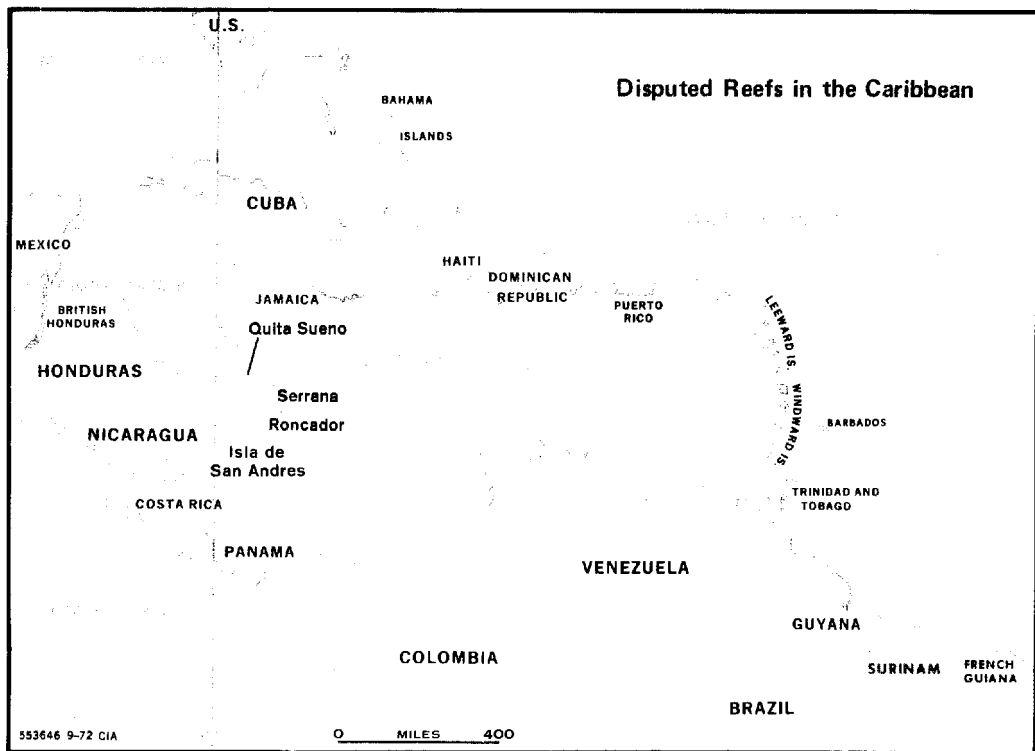 U.S.
Disputed Reefs in the Caribbean
BAHAMA
ISLANDS
CUBA
MEXICO
HAITI
DOMINICAN
REPUBLIC
PUERTO
RICO
JAMAICA
BRITISH
HONDURAS
Quita Sueno
LEEWARD IS.
HONDURAS
Serrana
WINDWARD IS.
Roncador
BARBADOS
NICARAGUA
Isla de
San Andres
COSTA RICA
TRINIDAD AND
TOBAGO
PANAMA
VENEZUELA
GUYANA
COLOMBIA
SURINAM
FRENCH
GUIANA
BRAZIL
553646 9-72 CIA
0 MILES 400